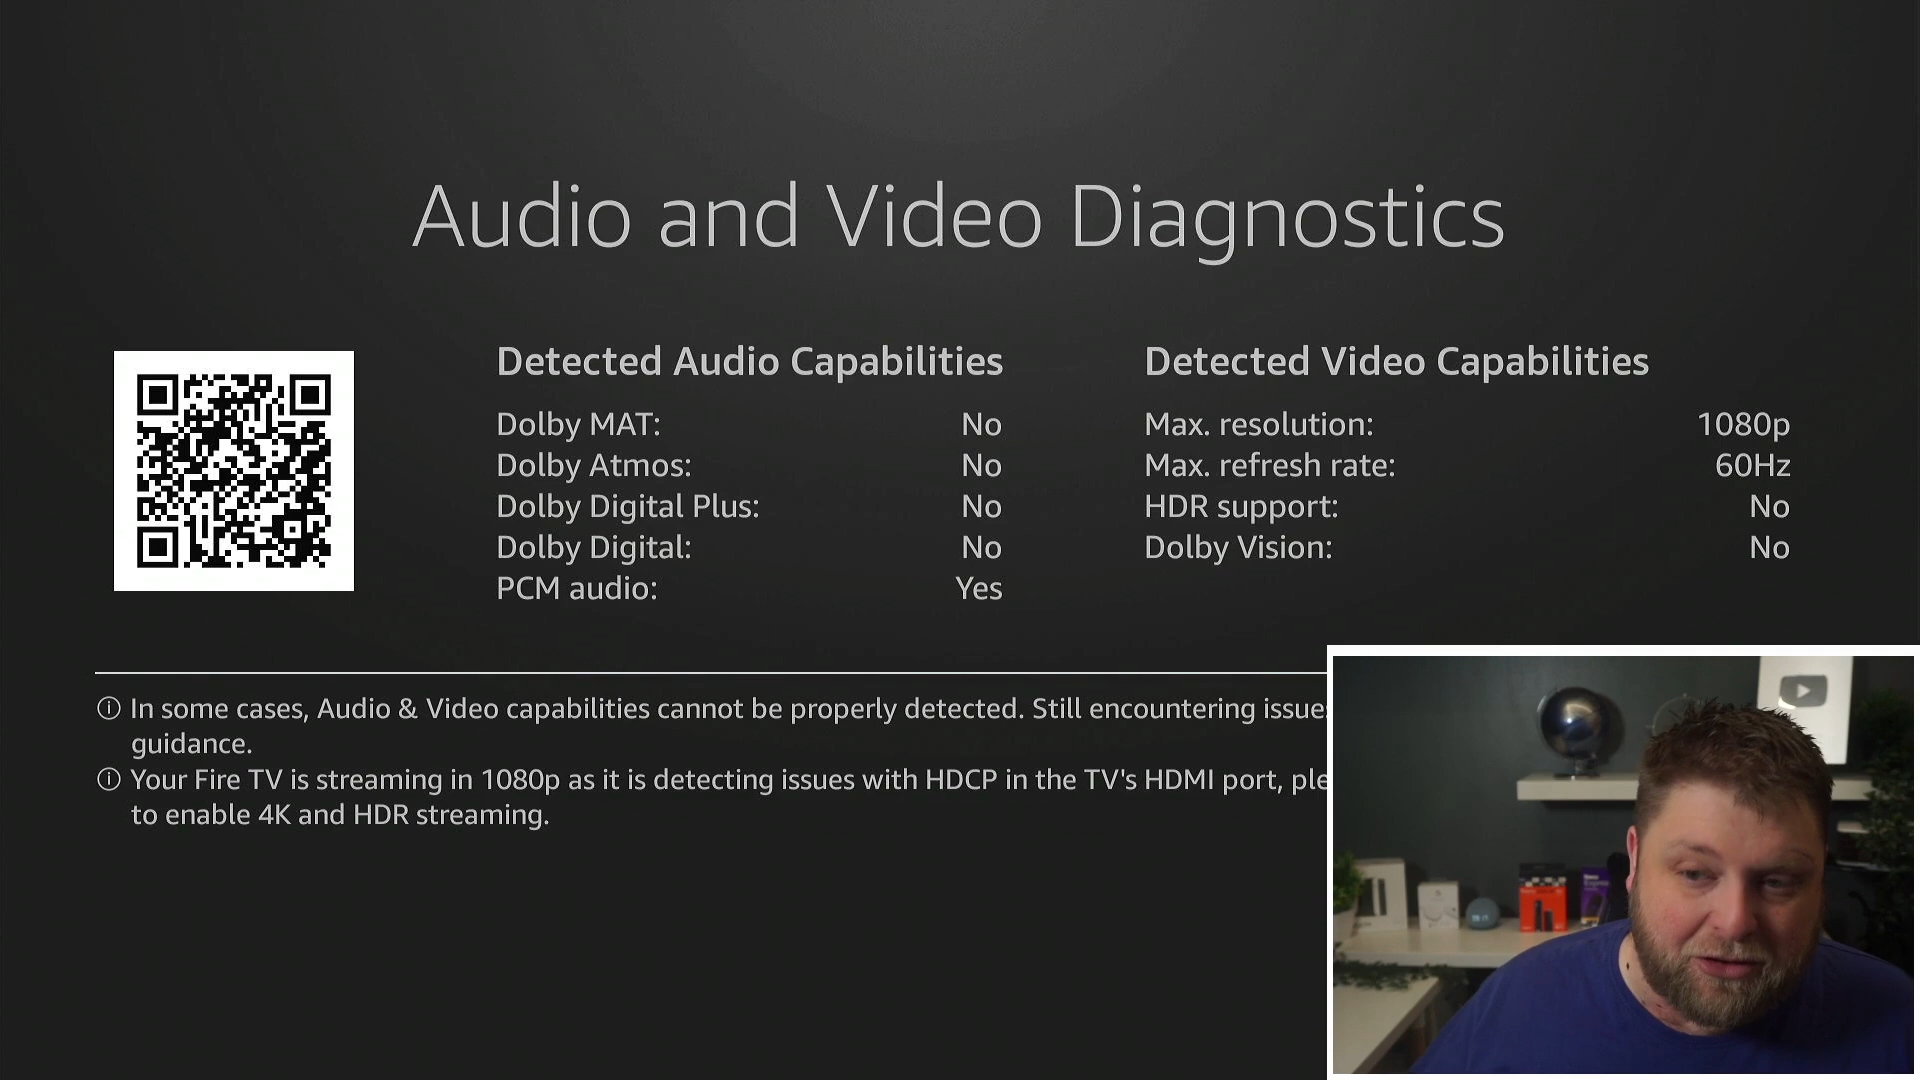 Audio and Video Diagnostics
Detected Audio Capabilities
Dolby MAT: No
Dolby Atmos: No
Dolby Digital Plus: No
Dolby Digital: No
PCM audio: Yes
Detected Video Capabilities
Max. resolution: 1080p
Max. refresh rate: 60Hz
HDR support: No
Dolby Vision: No
In some cases, Audio & Video capabilities cannot be properly detected. Still encountering
guidance.
Your Fire TV is streaming in 1080p as it is detecting issues with HDCP in the TV's HDMI port,
to enable 4K and HDR streaming.